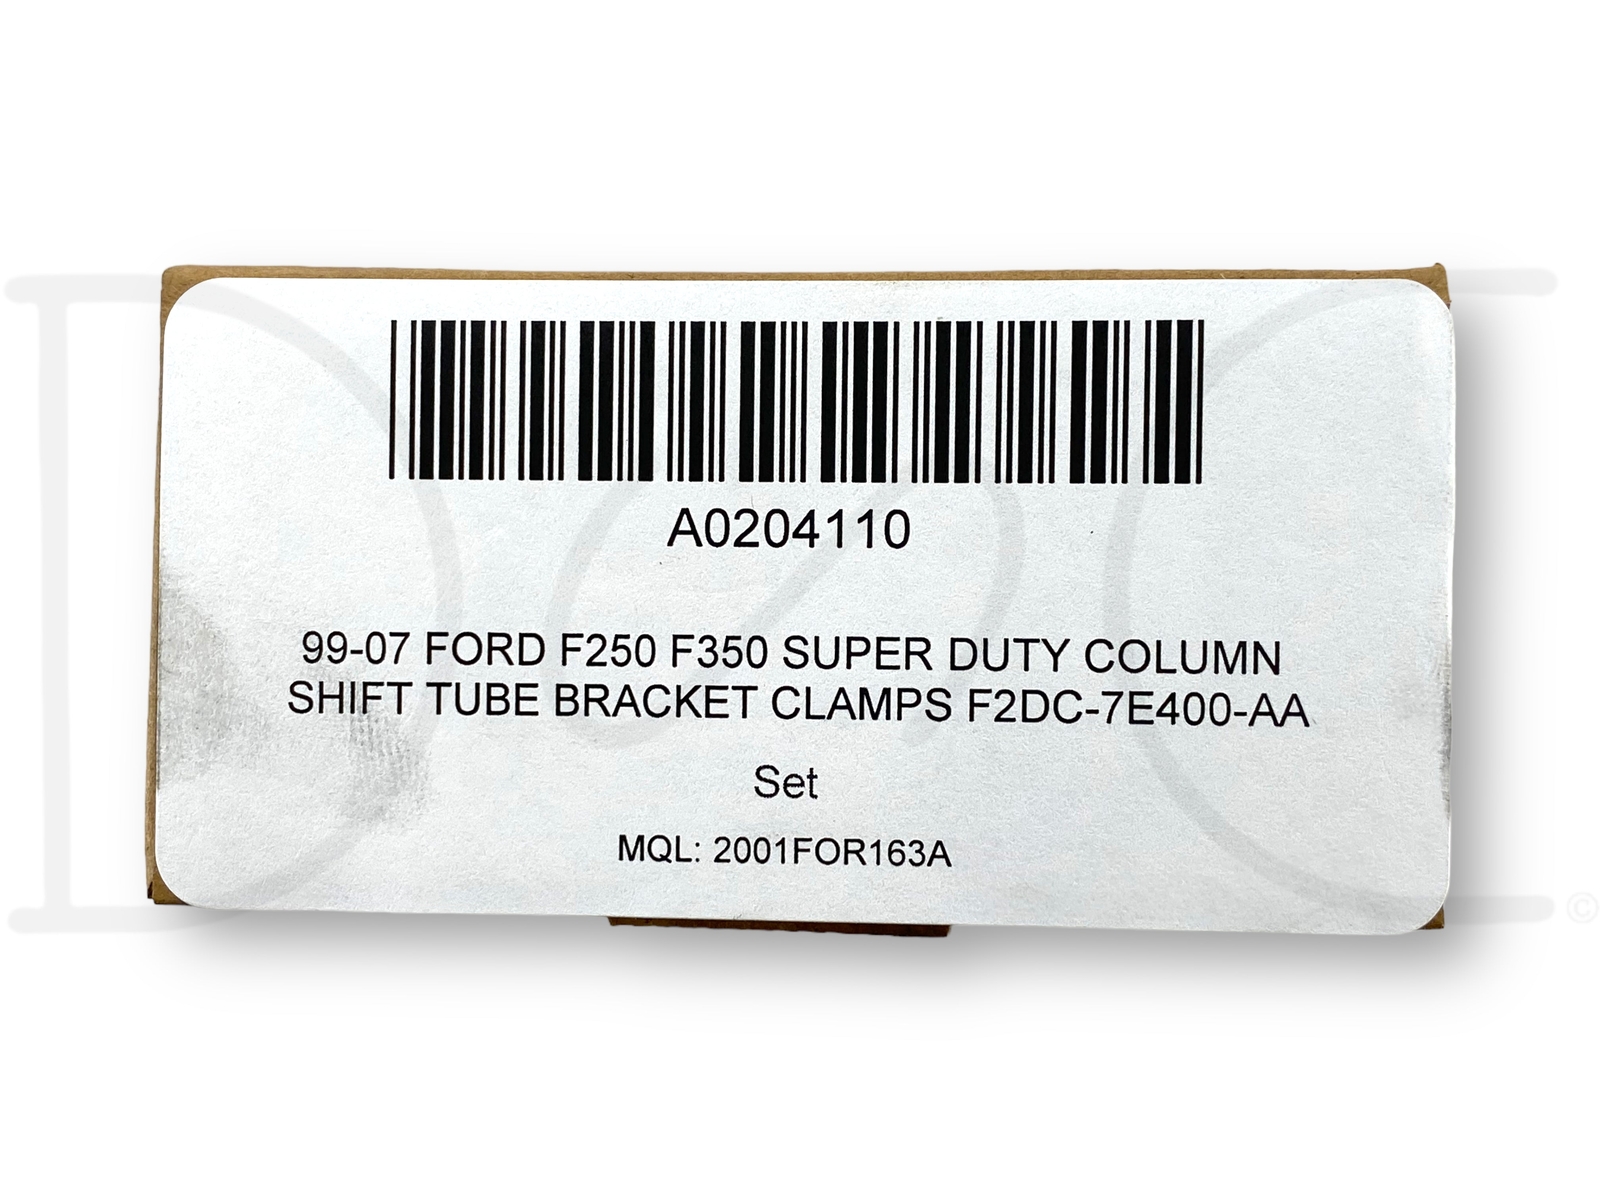 A0204110
99-07 FORD F250 F350 SUPER DUTY COLUMN
SHIFT TUBE BRACKET CLAMPS F2DC-7E400-AA
Set
MQL: 2001FOR163A
©